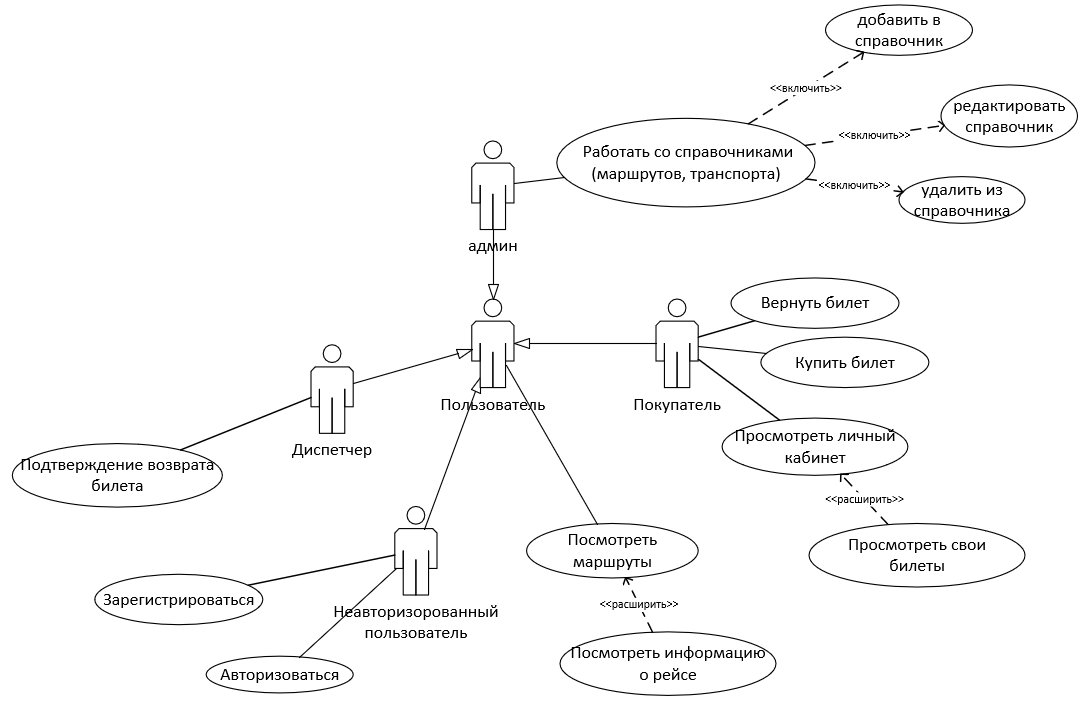 добавить в
справочник
<<включить>>
редактировать
справочник
<<включить>>
Работать со справочниками
(маршрутов, транспорта)
<<включить>>
удалить из
справочника
админ
Вернуть билет
Купить билет
Пользователь
Покупатель
Диспетчер
Просмотреть личный
кабинет
Подтверждение возврата
билета
<<расширить>>
Посмотреть
маршруты
Просмотреть свои
билеты
Зарегистрироваться
Неавторизорованный
пользователь
<<расширить>>
Авторизоваться
Посмотреть информацию
о рейсе